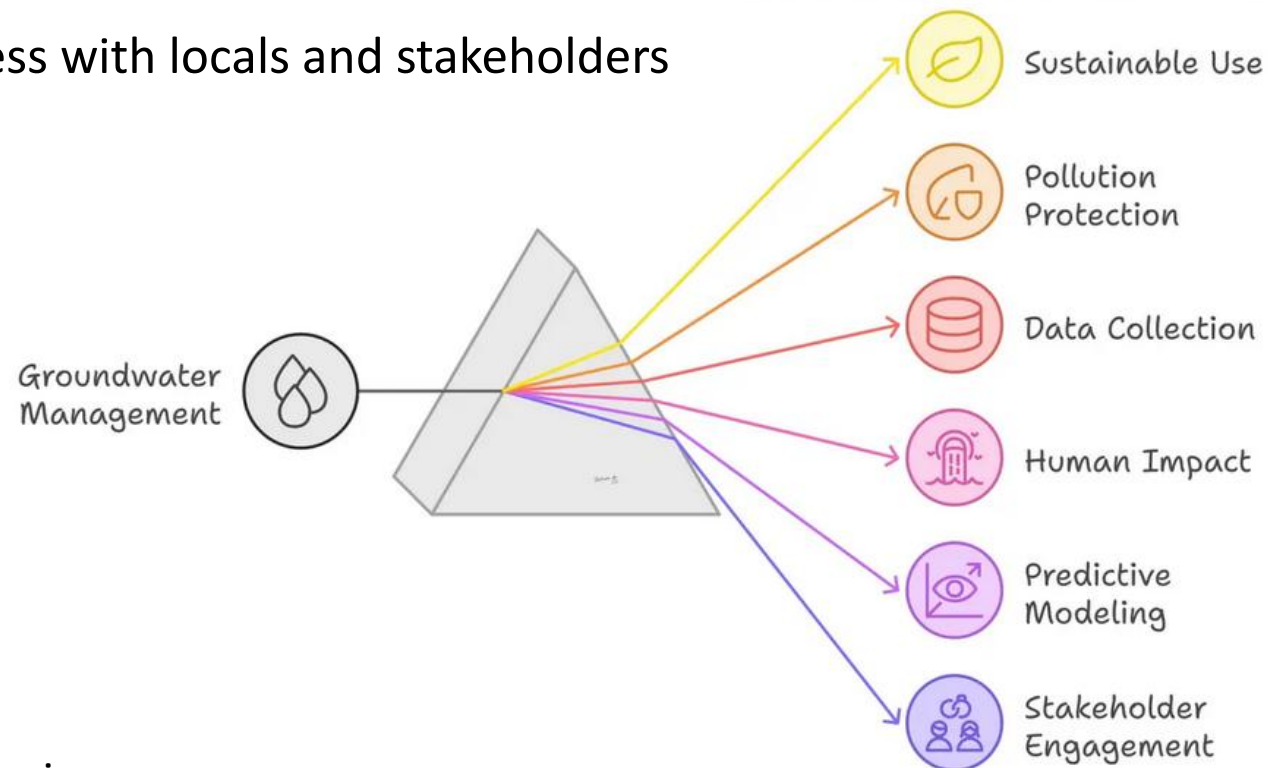 ess with locals and stakeholders
Sustainable Use
Pollution
Protection
Data Collection
Groundwater
Management
Human Impact
Predictive
Modeling
Stakeholder
Engagement